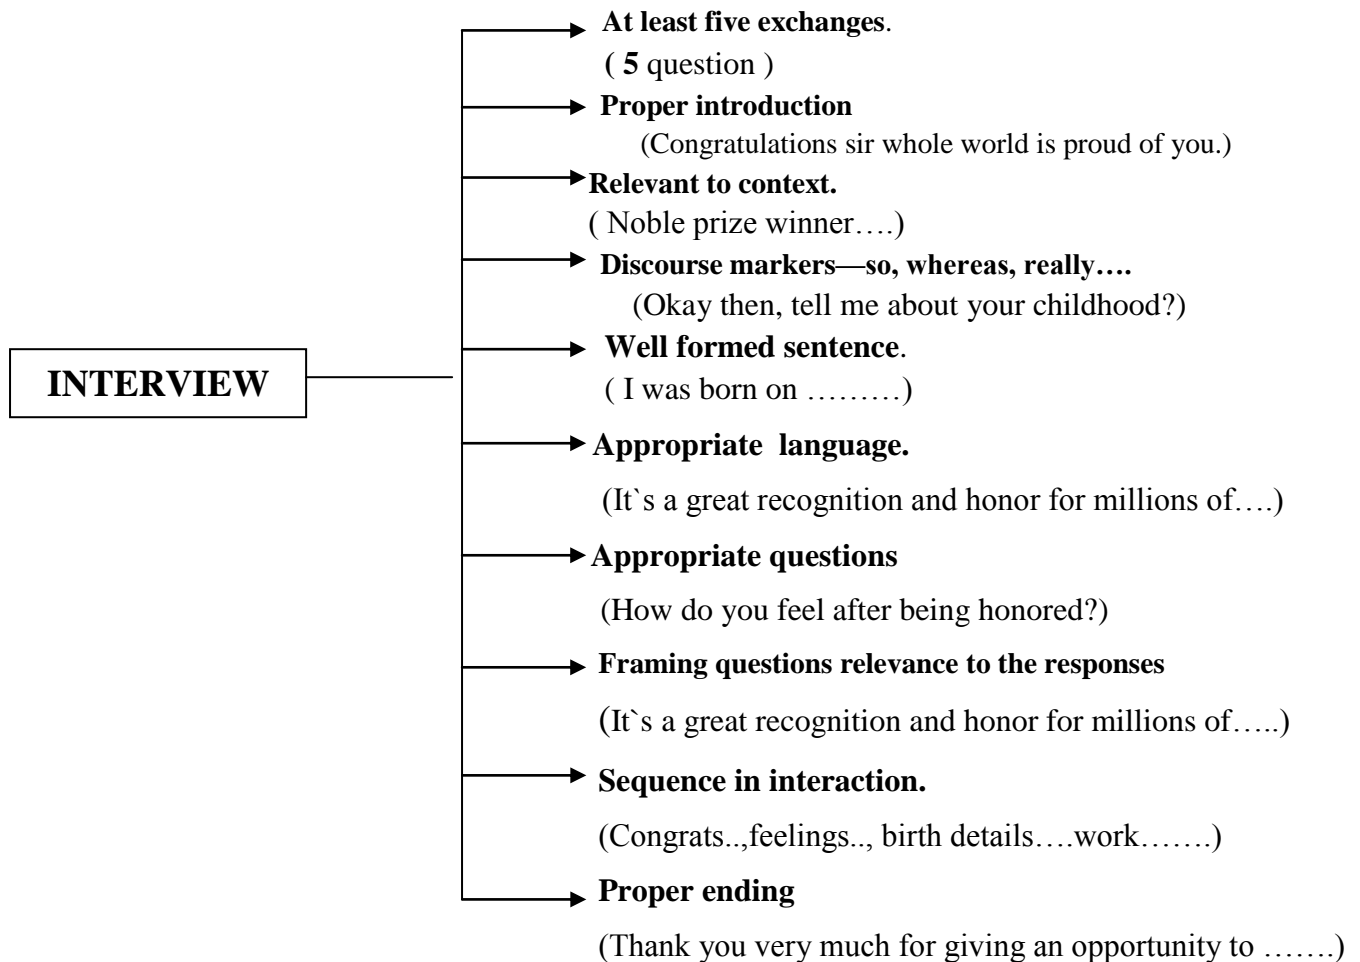 At least five exchanges.
( 5 question )
Proper introduction
(Congratulations sir whole world is proud of you.)
Relevant to context.
( Noble prize winner….)
Discourse markers—so, whereas, really….
(Okay then, tell me about your childhood?)
Well formed sentence.
INTERVIEW
( I was born on ………)
Appropriate language.
(It`s a great recognition and honor for millions of….)
Appropriate questions
(How do you feel after being honored?)
Framing questions relevance to the responses
(It`s a great recognition and honor for millions of…..)
Sequence in interaction.
(Congrats..,feelings.., birth details….work…….)
Proper ending
(Thank you very much for giving an opportunity to …….)